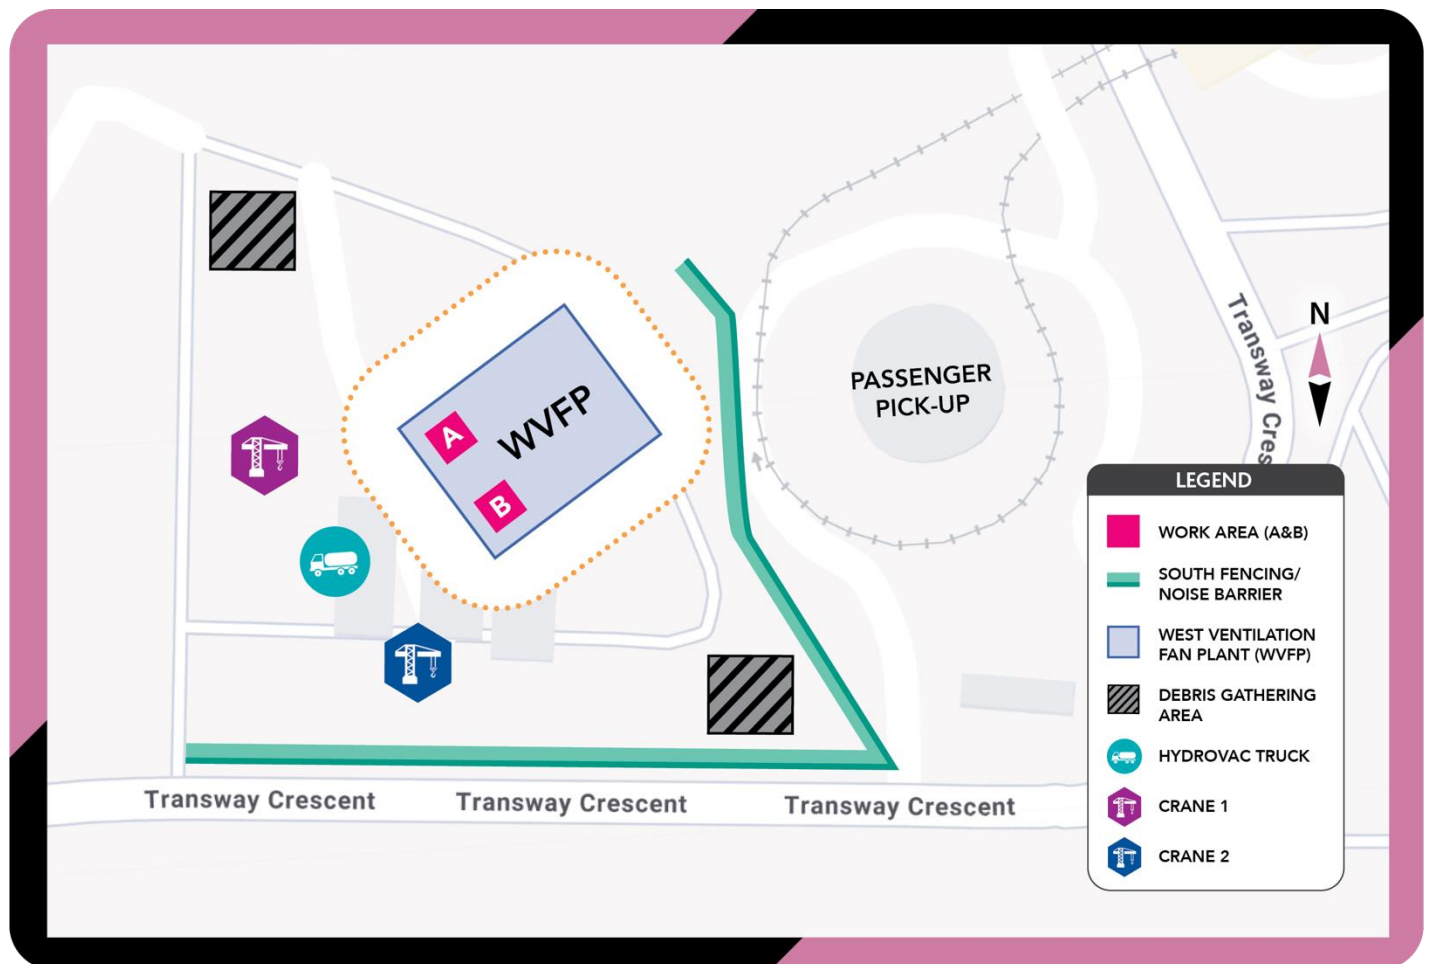 Transway Cres
N
PASSENGER
PICK-UP
WVFP
A
B
Transway Crescent
Transway Crescent
Transway Crescent
LEGEND
WORK AREA (A&B)
SOUTH FENCING/
NOISE BARRIER
WEST VENTILATION
FAN PLANT (WVFP)
DEBRIS GATHERING
AREA
HYDROVAC TRUCK
CRANE 1
CRANE 2